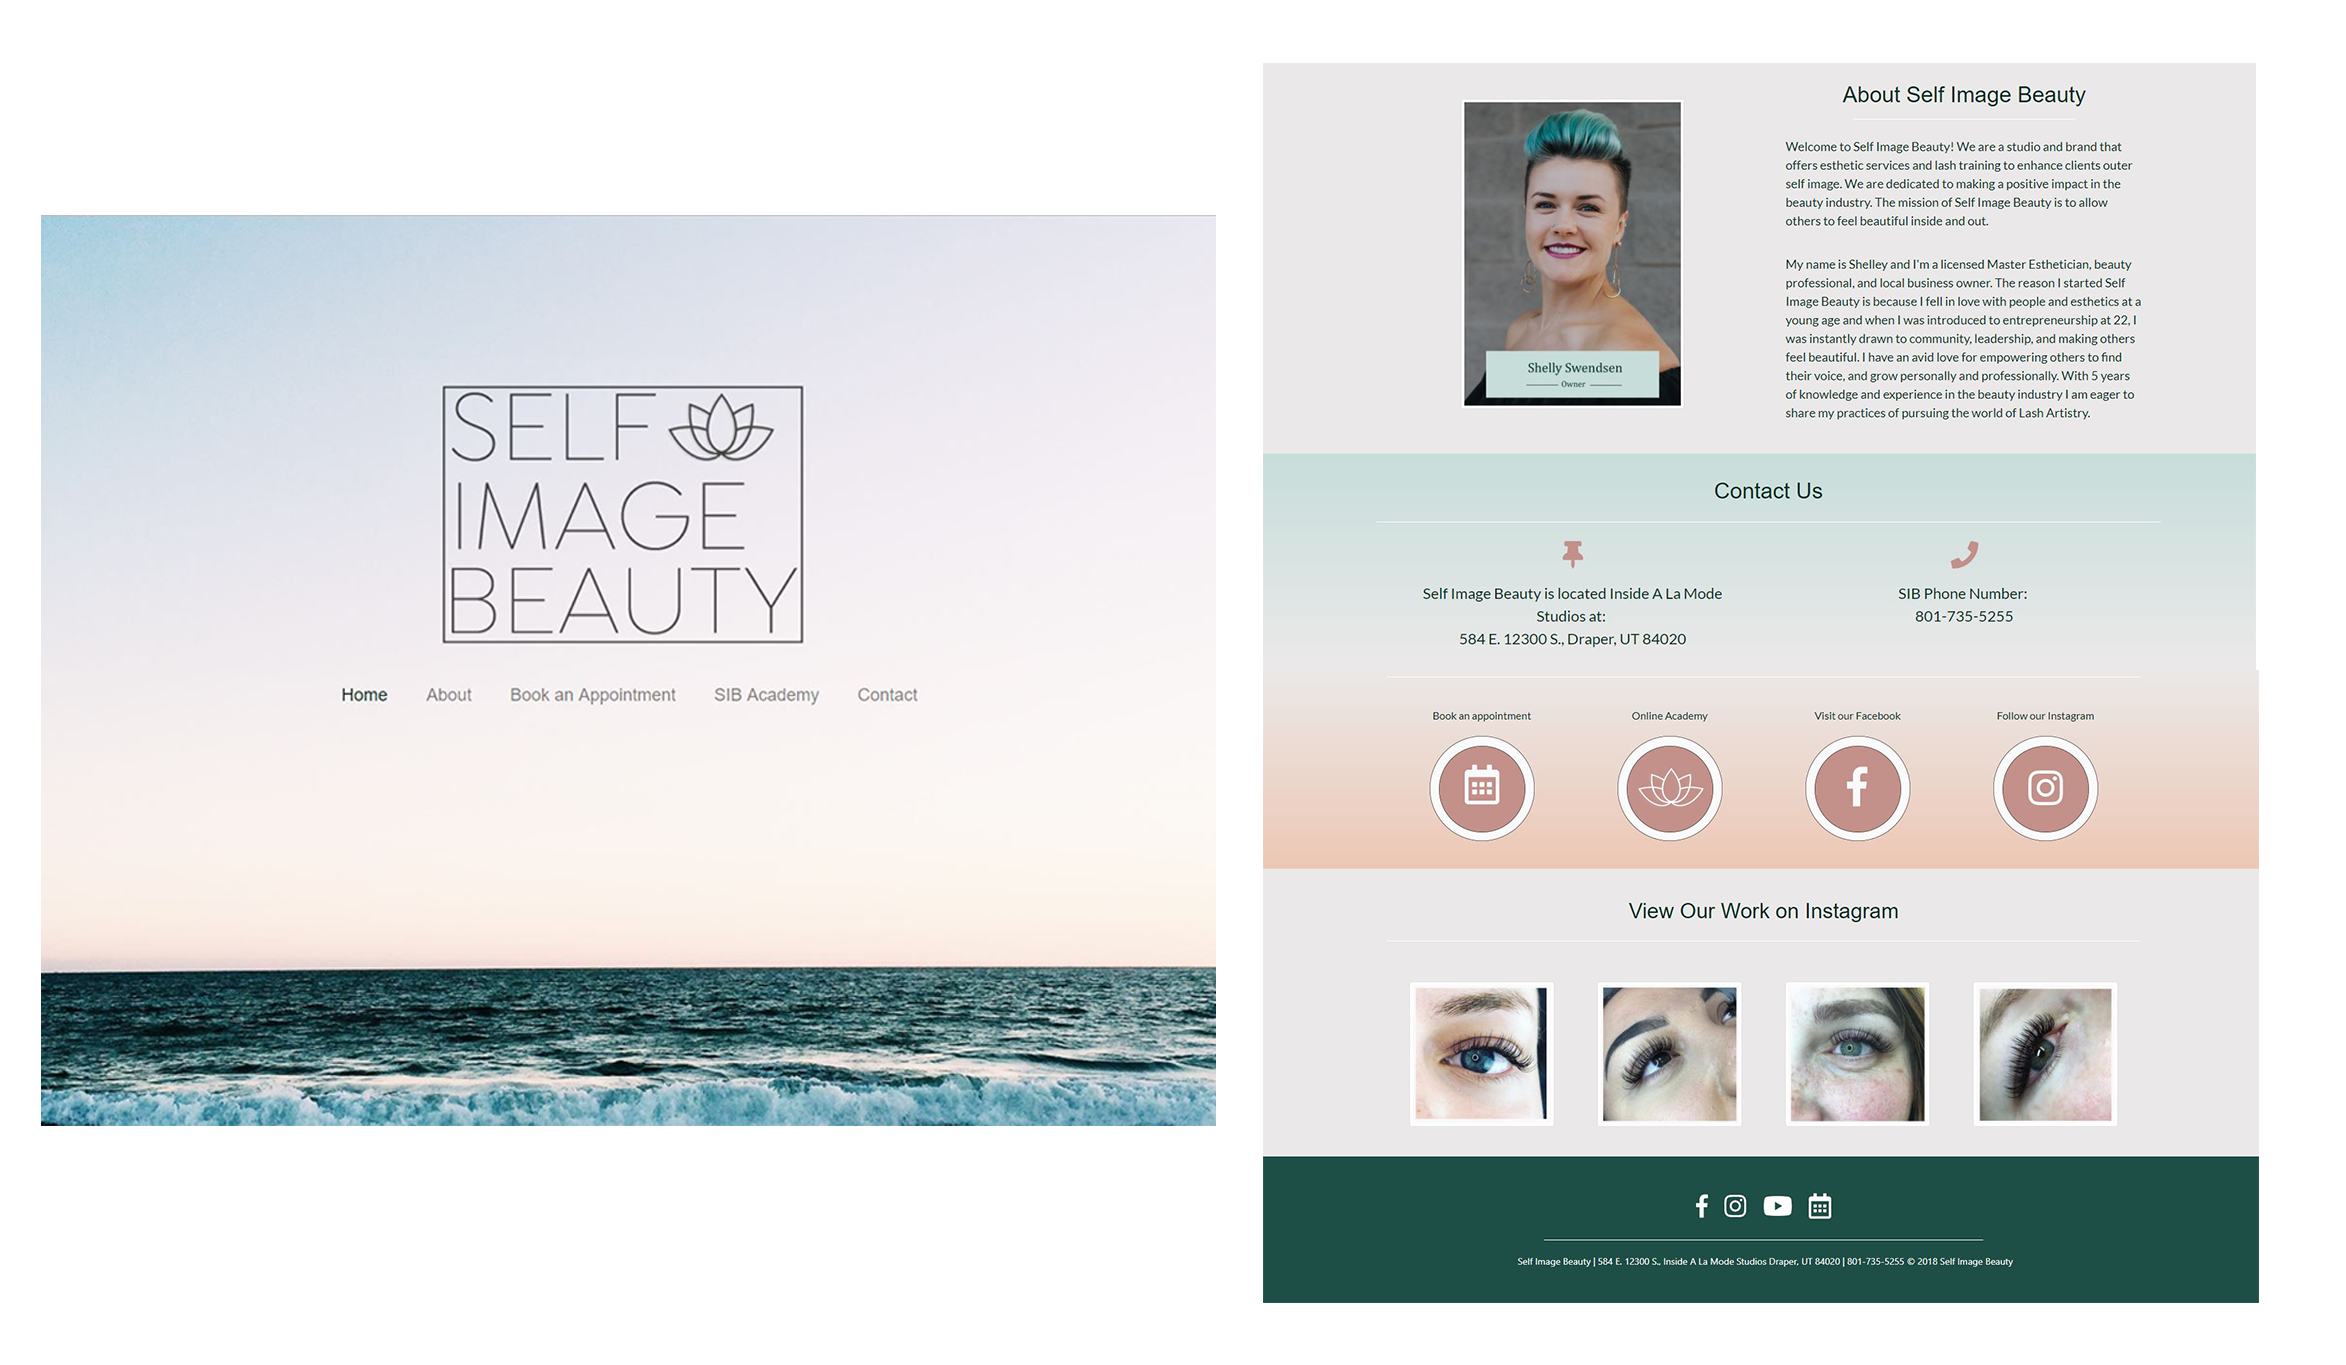 SELF
IMAGE
BEAUTY
Home About Book an Appointment SIB Academy Contact
About Self Image Beauty
Welcome to Self Image Beauty! We are a studio and brand that
offers esthetic services and lash training to enhance clients outer
self image. We are dedicated to making a positive impact in the
beauty industry. The mission of Self Image Beauty is to allow
others to feel beautiful inside and out.
My name is Shelley and I'm a licensed Master Esthetician, beauty
professional, and local business owner. The reason I started Self
Image Beauty is because I fell in love with people and esthetics at a
young age and when I was introduced to entrepreneurship at 22, I
was instantly drawn to community, leadership, and making others
feel beautiful. I have an avid love for empowering others to find
their voice, and grow personally and professionally. With 5 years
of knowledge and experience in the beauty industry I am eager to
share my practices of pursuing the world of Lash Artistry.
Shelly Swendsen
Owner
Contact Us
Self Image Beauty is located Inside A La Mode
Studios at:
584 E. 12300 S., Draper, UT 84020
SIB Phone Number:
801-735-5255
Book an appointment
Online Academy
Visit our Facebook
Follow our Instagram
View Our Work on Instagram
Self Image Beauty | 584 E. 12300 S., Inside A La Mode Studios Draper, UT 84020 | 801-735-5255 © 2018 Self Image Beauty